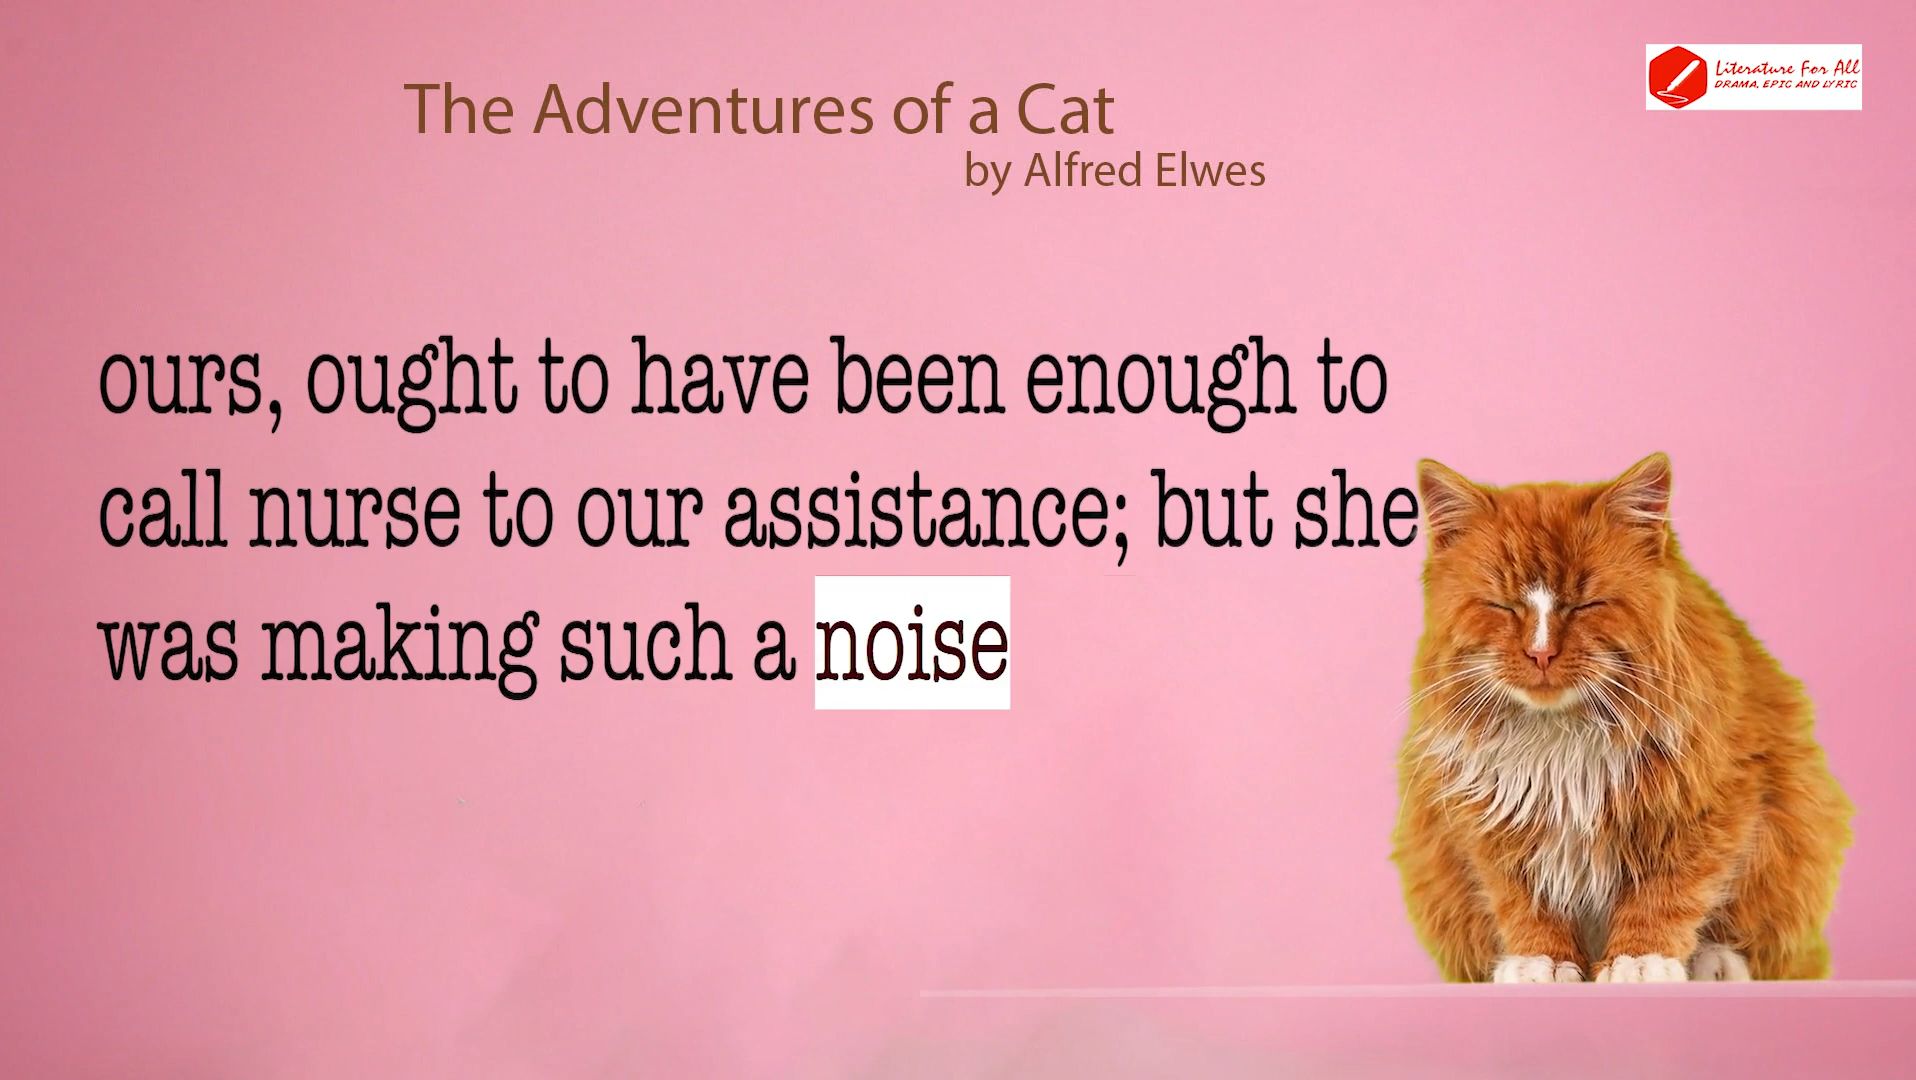 The Adventures of a Cat
by Alfred Elwes
Literature For All
DRAMA, EPIC AND LYRIC
ours, ought to have been enough to
call nurse to our assistance; but she
was making such a noise